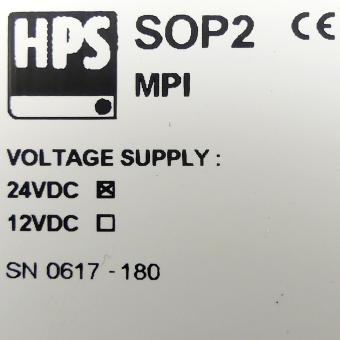 HPS SOP2 CE
MPI
VOLTAGE SUPPLY :
24VDC ☒
12VDC ☐
SN 0617 - 180